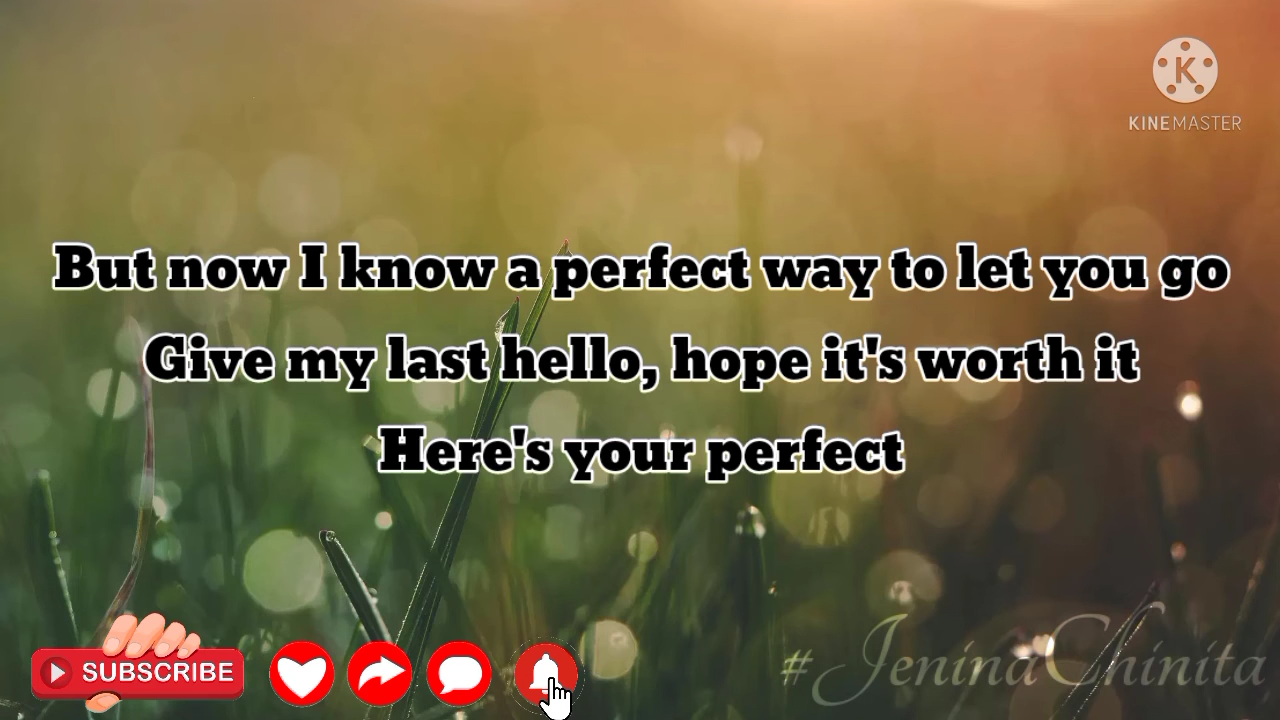 KINEMASTER
But now I know a perfect way to let you go
Give my last hello, hope it's worth it
Here's your perfect
SUBSCRIBE
#JeninaChinita